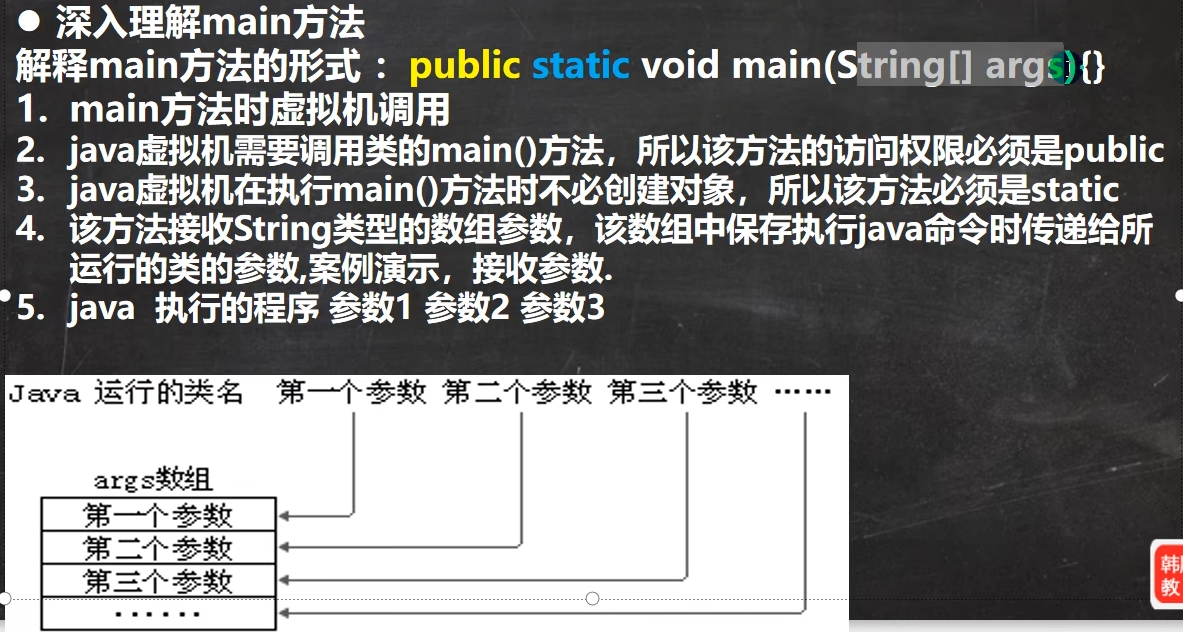 ● 深入理解main方法
解释main方法的形式 : public static void main(String[] args){}
1. main方法时虚拟机调用
2. java虚拟机需要调用类的main()方法，所以该方法的访问权限必须是public
3. java虚拟机在执行main()方法时不必创建对象，所以该方法必须是static
4. 该方法接收String类型的数组参数，该数组中保存执行java命令时传递给所
运行的类的参数,案例演示，接收参数.
5. java 执行的程序 参数1 参数2 参数3
Java 运行的类名 第一个参数 第二个参数 第三个参数 ……
args数组
第一个参数
第二个参数
第三个参数
……
教